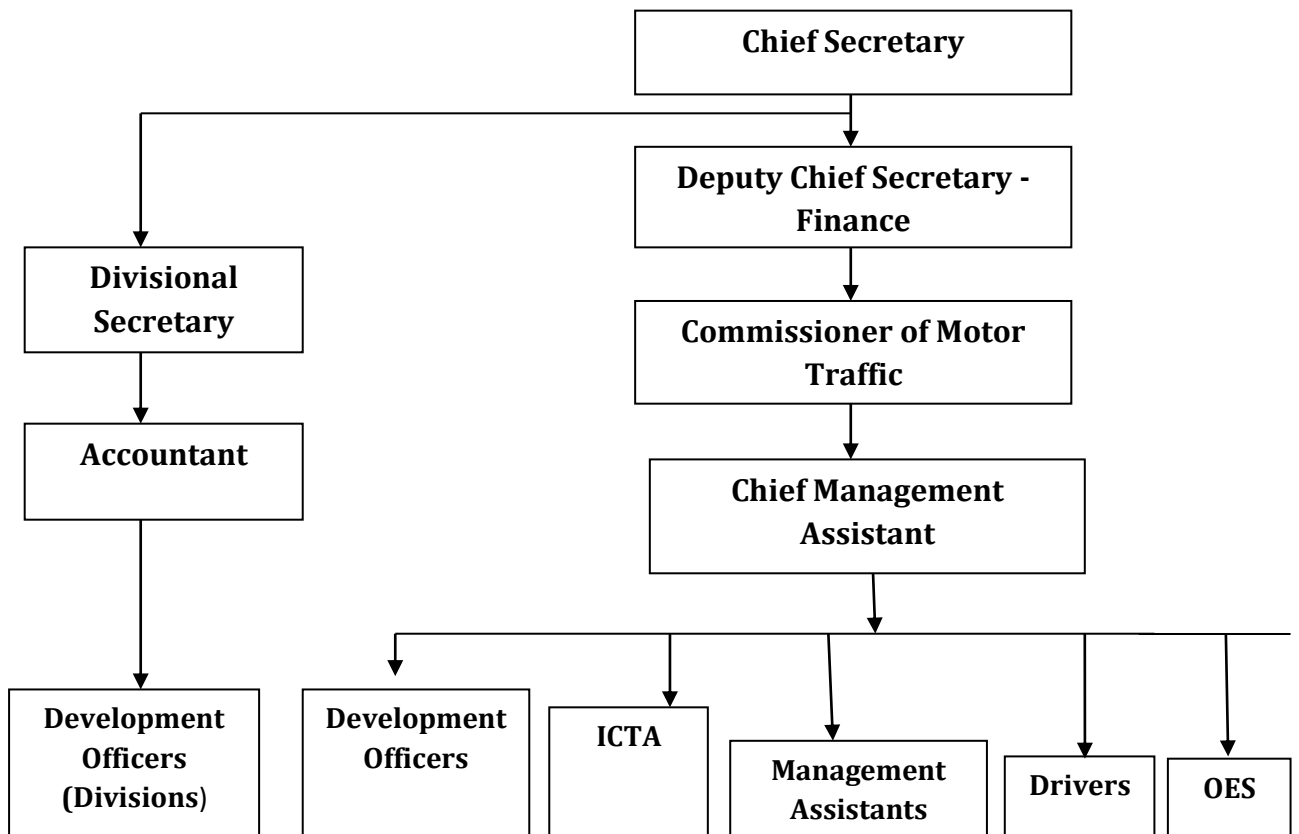 Chief Secretary
Deputy Chief Secretary -
Finance
Divisional
Secretary
Commissioner of Motor
Traffic
Accountant
Chief Management
Assistant
Development
Officers
(Divisions)
Development
Officers
ICTA
Management
Assistants
Drivers
OES